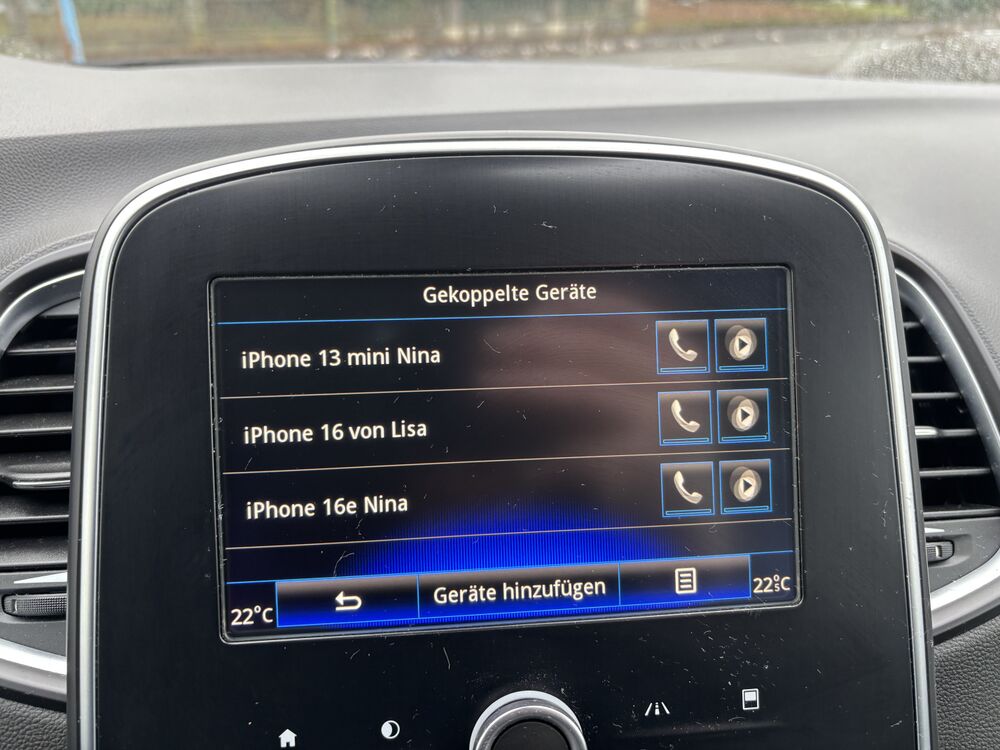 Gekoppelte Geräte
iPhone 13 mini Nina
iPhone 16 von Lisa
iPhone 16e Nina
22°C Geräte hinzufügen 22°C